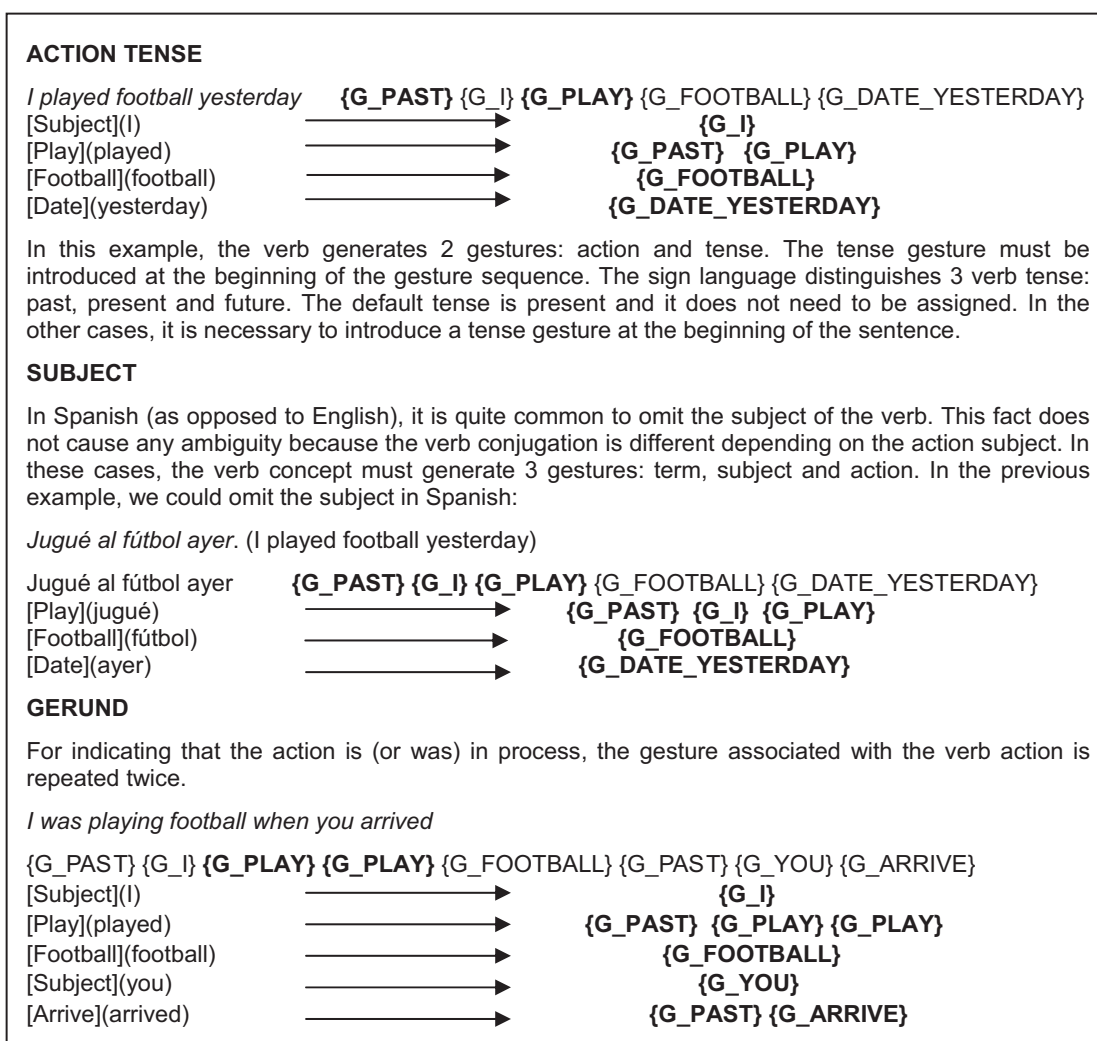 ACTION TENSE
I played football yesterday {G_PAST} {G_I} {G_PLAY} {G_FOOTBALL} {G_DATE_YESTERDAY}
[Subject](I) {G_I}
[Play](played) {G_PAST} {G_PLAY}
[Football](football) {G_FOOTBALL}
[Date](yesterday) {G_DATE_YESTERDAY}
In this example, the verb generates 2 gestures: action and tense. The tense gesture must be
introduced at the beginning of the gesture sequence. The sign language distinguishes 3 verb tense:
past, present and future. The default tense is present and it does not need to be assigned. In the
other cases, it is necessary to introduce a tense gesture at the beginning of the sentence.
SUBJECT
In Spanish (as opposed to English), it is quite common to omit the subject of the verb. This fact does
not cause any ambiguity because the verb conjugation is different depending on the action subject. In
these cases, the verb concept must generate 3 gestures: term, subject and action. In the previous
example, we could omit the subject in Spanish:
Jugué al fútbol ayer. (I played football yesterday)
Jugué al fútbol ayer {G_PAST} {G_I} {G_PLAY} {G_FOOTBALL} {G_DATE_YESTERDAY}
[Play](jugué) {G_PAST} {G_I} {G_PLAY}
[Football](fútbol) {G_FOOTBALL}
[Date](ayer) {G_DATE_YESTERDAY}
GERUND
For indicating that the action is (or was) in process, the gesture associated with the verb action is
repeated twice.
I was playing football when you arrived
{G_PAST} {G_I} {G_PLAY} {G_PLAY} {G_FOOTBALL} {G_PAST} {G_YOU} {G_ARRIVE}
[Subject](I) {G_I}
[Play](played) {G_PAST} {G_PLAY} {G_PLAY}
[Football](football) {G_FOOTBALL}
[Subject](you) {G_YOU}
[Arrive](arrived) {G_PAST} {G_ARRIVE}